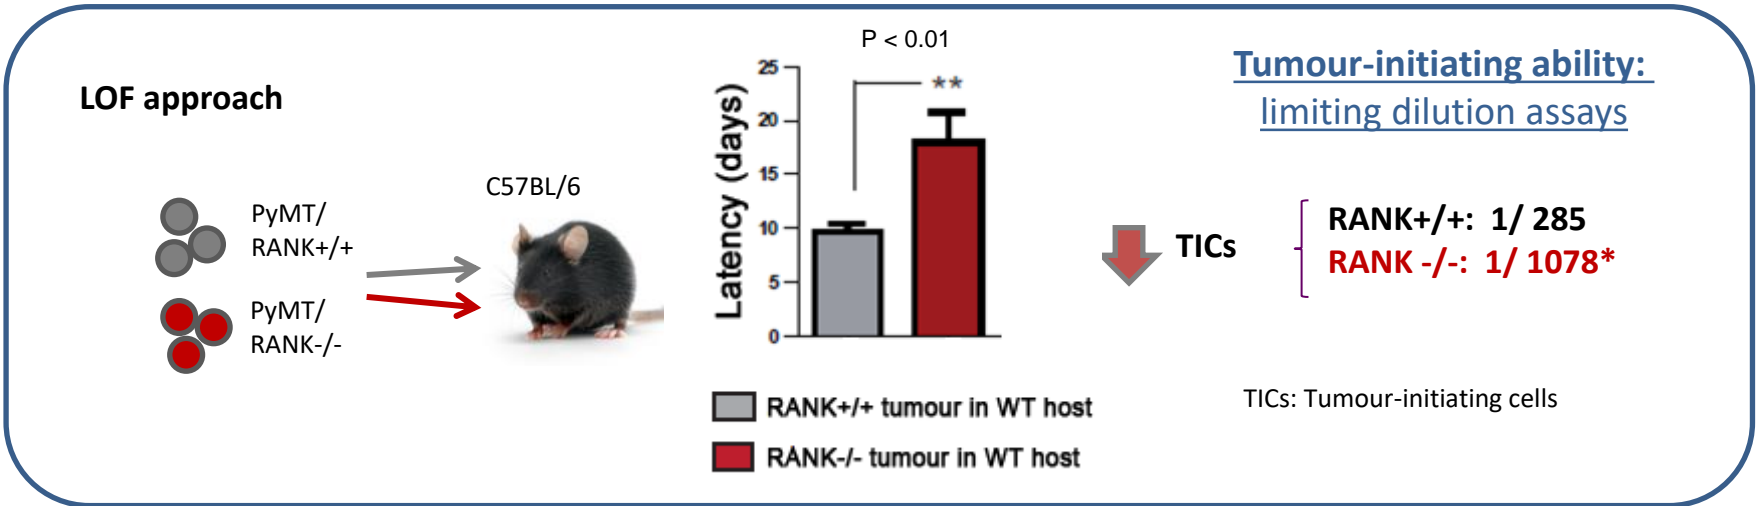 LOF approach
PyMT/
RANK+/+
PyMT/
RANK-/-
C57BL/6
P < 0.01
**
Latency (days)
25
20
15
10
5
0
RANK+/+ tumour in WT host
RANK-/- tumour in WT host
Tumour-initiating ability:
limiting dilution assays
TICs
RANK+/+: 1/ 285
RANK -/-: 1/ 1078*
TICs: Tumour-initiating cells